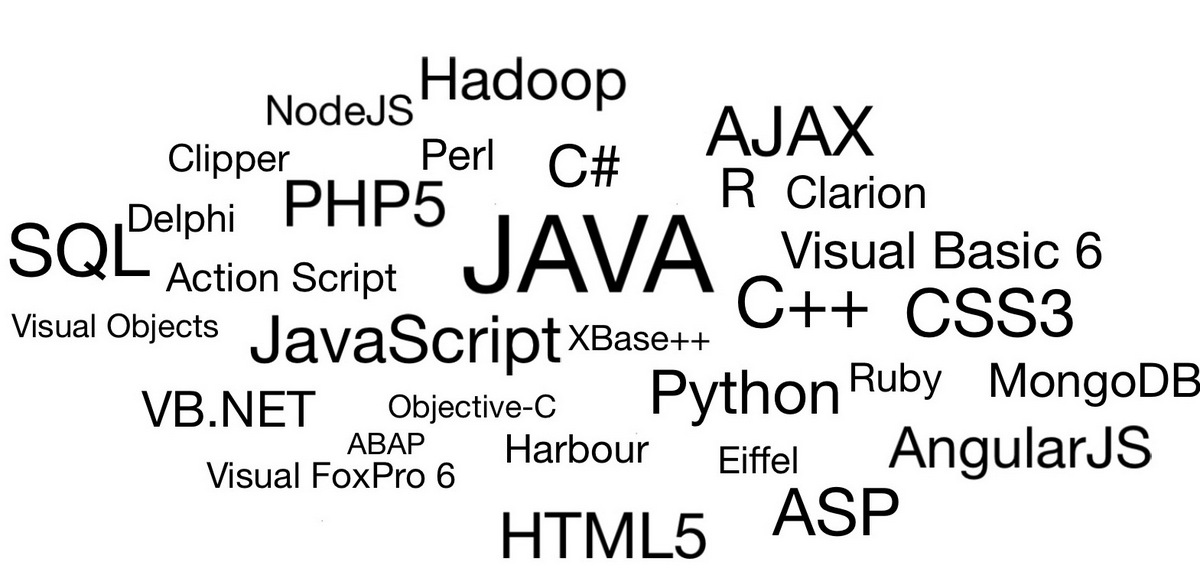 Hadoop
NodeJS
AJAX
Clipper
Perl
C#
R
Clarion
PHP5
Delphi
SQL
JAVA
Visual Basic 6
Action Script
C++
CSS3
Visual Objects
JavaScript
XBase++
Python
Ruby
MongoDB
VB.NET
Objective-C
ABAP
Harbour
Eiffel
AngularJS
Visual FoxPro 6
ASP
HTML5